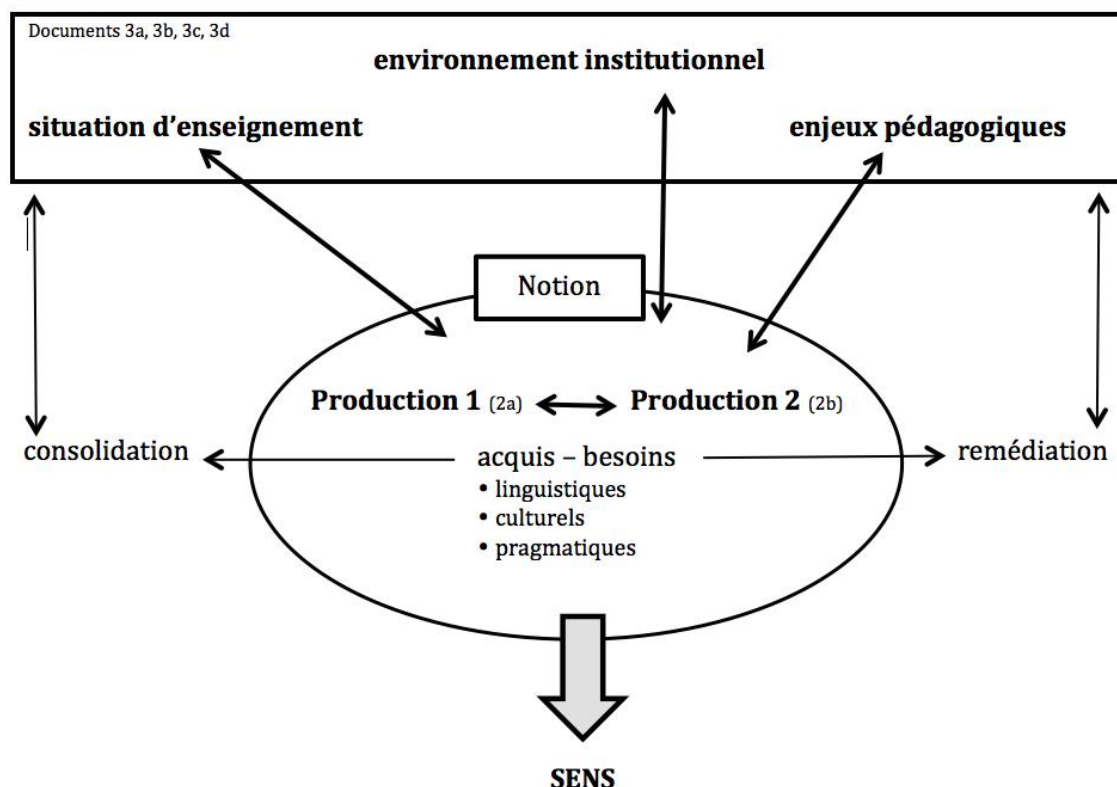 Documents 3a, 3b, 3c, 3d
environnement institutionnel
situation d’enseignement
enjeux pédagogiques
Notion
Production 1 (2a)
Production 2 (2b)
consolidation
acquis – besoins
remédiation
• linguistiques
• culturels
• pragmatiques
SENS